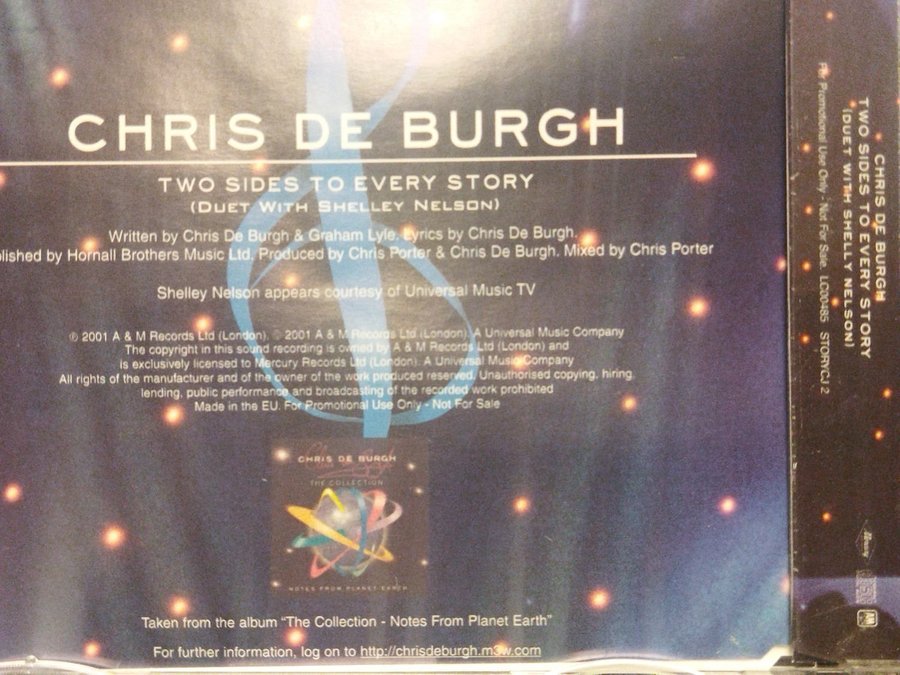 CHRIS DE BURGH
TWO SIDES TO EVERY STORY
(DUET WITH SHELLEY NELSON)
Written by Chris De Burgh & Graham Lyle. Lyrics by Chris De Burgh.
lished by Hornall Brothers Music Ltd. Produced by Chris Porter & Chris De Burgh. Mixed by Chris Porter
Shelley Nelson appears courtesy of Universal Music TV
℗ 2001 A & M Records Ltd (London). © 2001 A & M Records Ltd (London). A Universal Music Company
The copyright in this sound recording is owned by A & M Records Ltd (London) and
is exclusively licensed to Mercury Records Ltd (London). A Universal Music Company
All rights of the manufacturer and of the owner of the work produced reserved. Unauthorised copying, hiring,
lending, public performance and broadcasting of the recorded work prohibited
Made in the EU. For Promotional Use Only - Not For Sale
CHRIS DE BURGH
THE COLLECTION
NOTES FROM PLANET EARTH
Taken from the album "The Collection - Notes From Planet Earth"
For further information, log on to http://chrisdeburgh.m3w.com
CHRIS DE BURGH
TWO SIDES TO EVERY STORY
(DUET WITH SHELLY NELSON)
For Promotional Use Only - Not For Sale. LC00485 STORYCJ 2